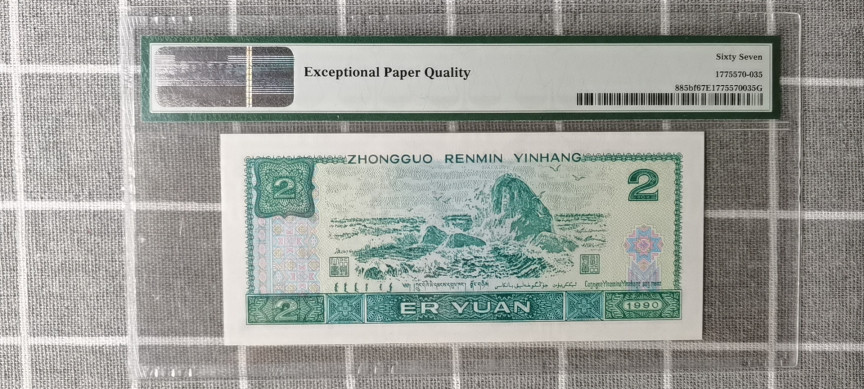 Sixty Seven
Exceptional Paper Quality
1775570-035
885bf67E1775570035G
ZHONGGUO RENMIN YINHANG
2
2
2
ER YUAN
1990